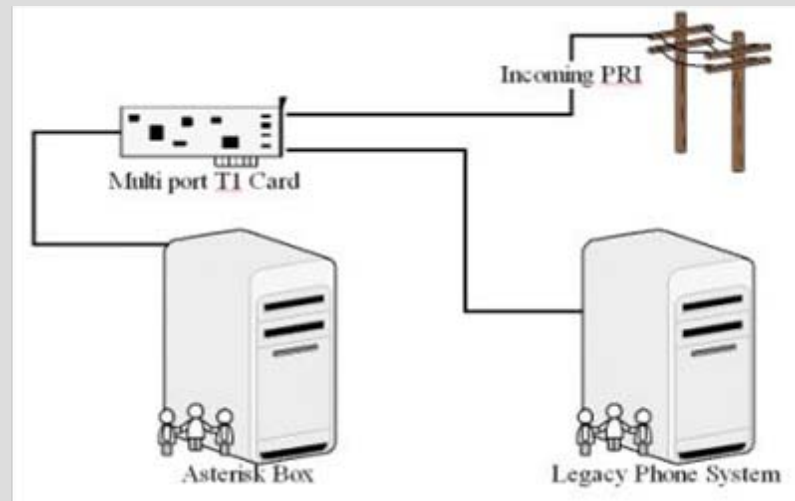 Incoming PRI
Multi port T1 Card
Asterisk Box
Legacy Phone System